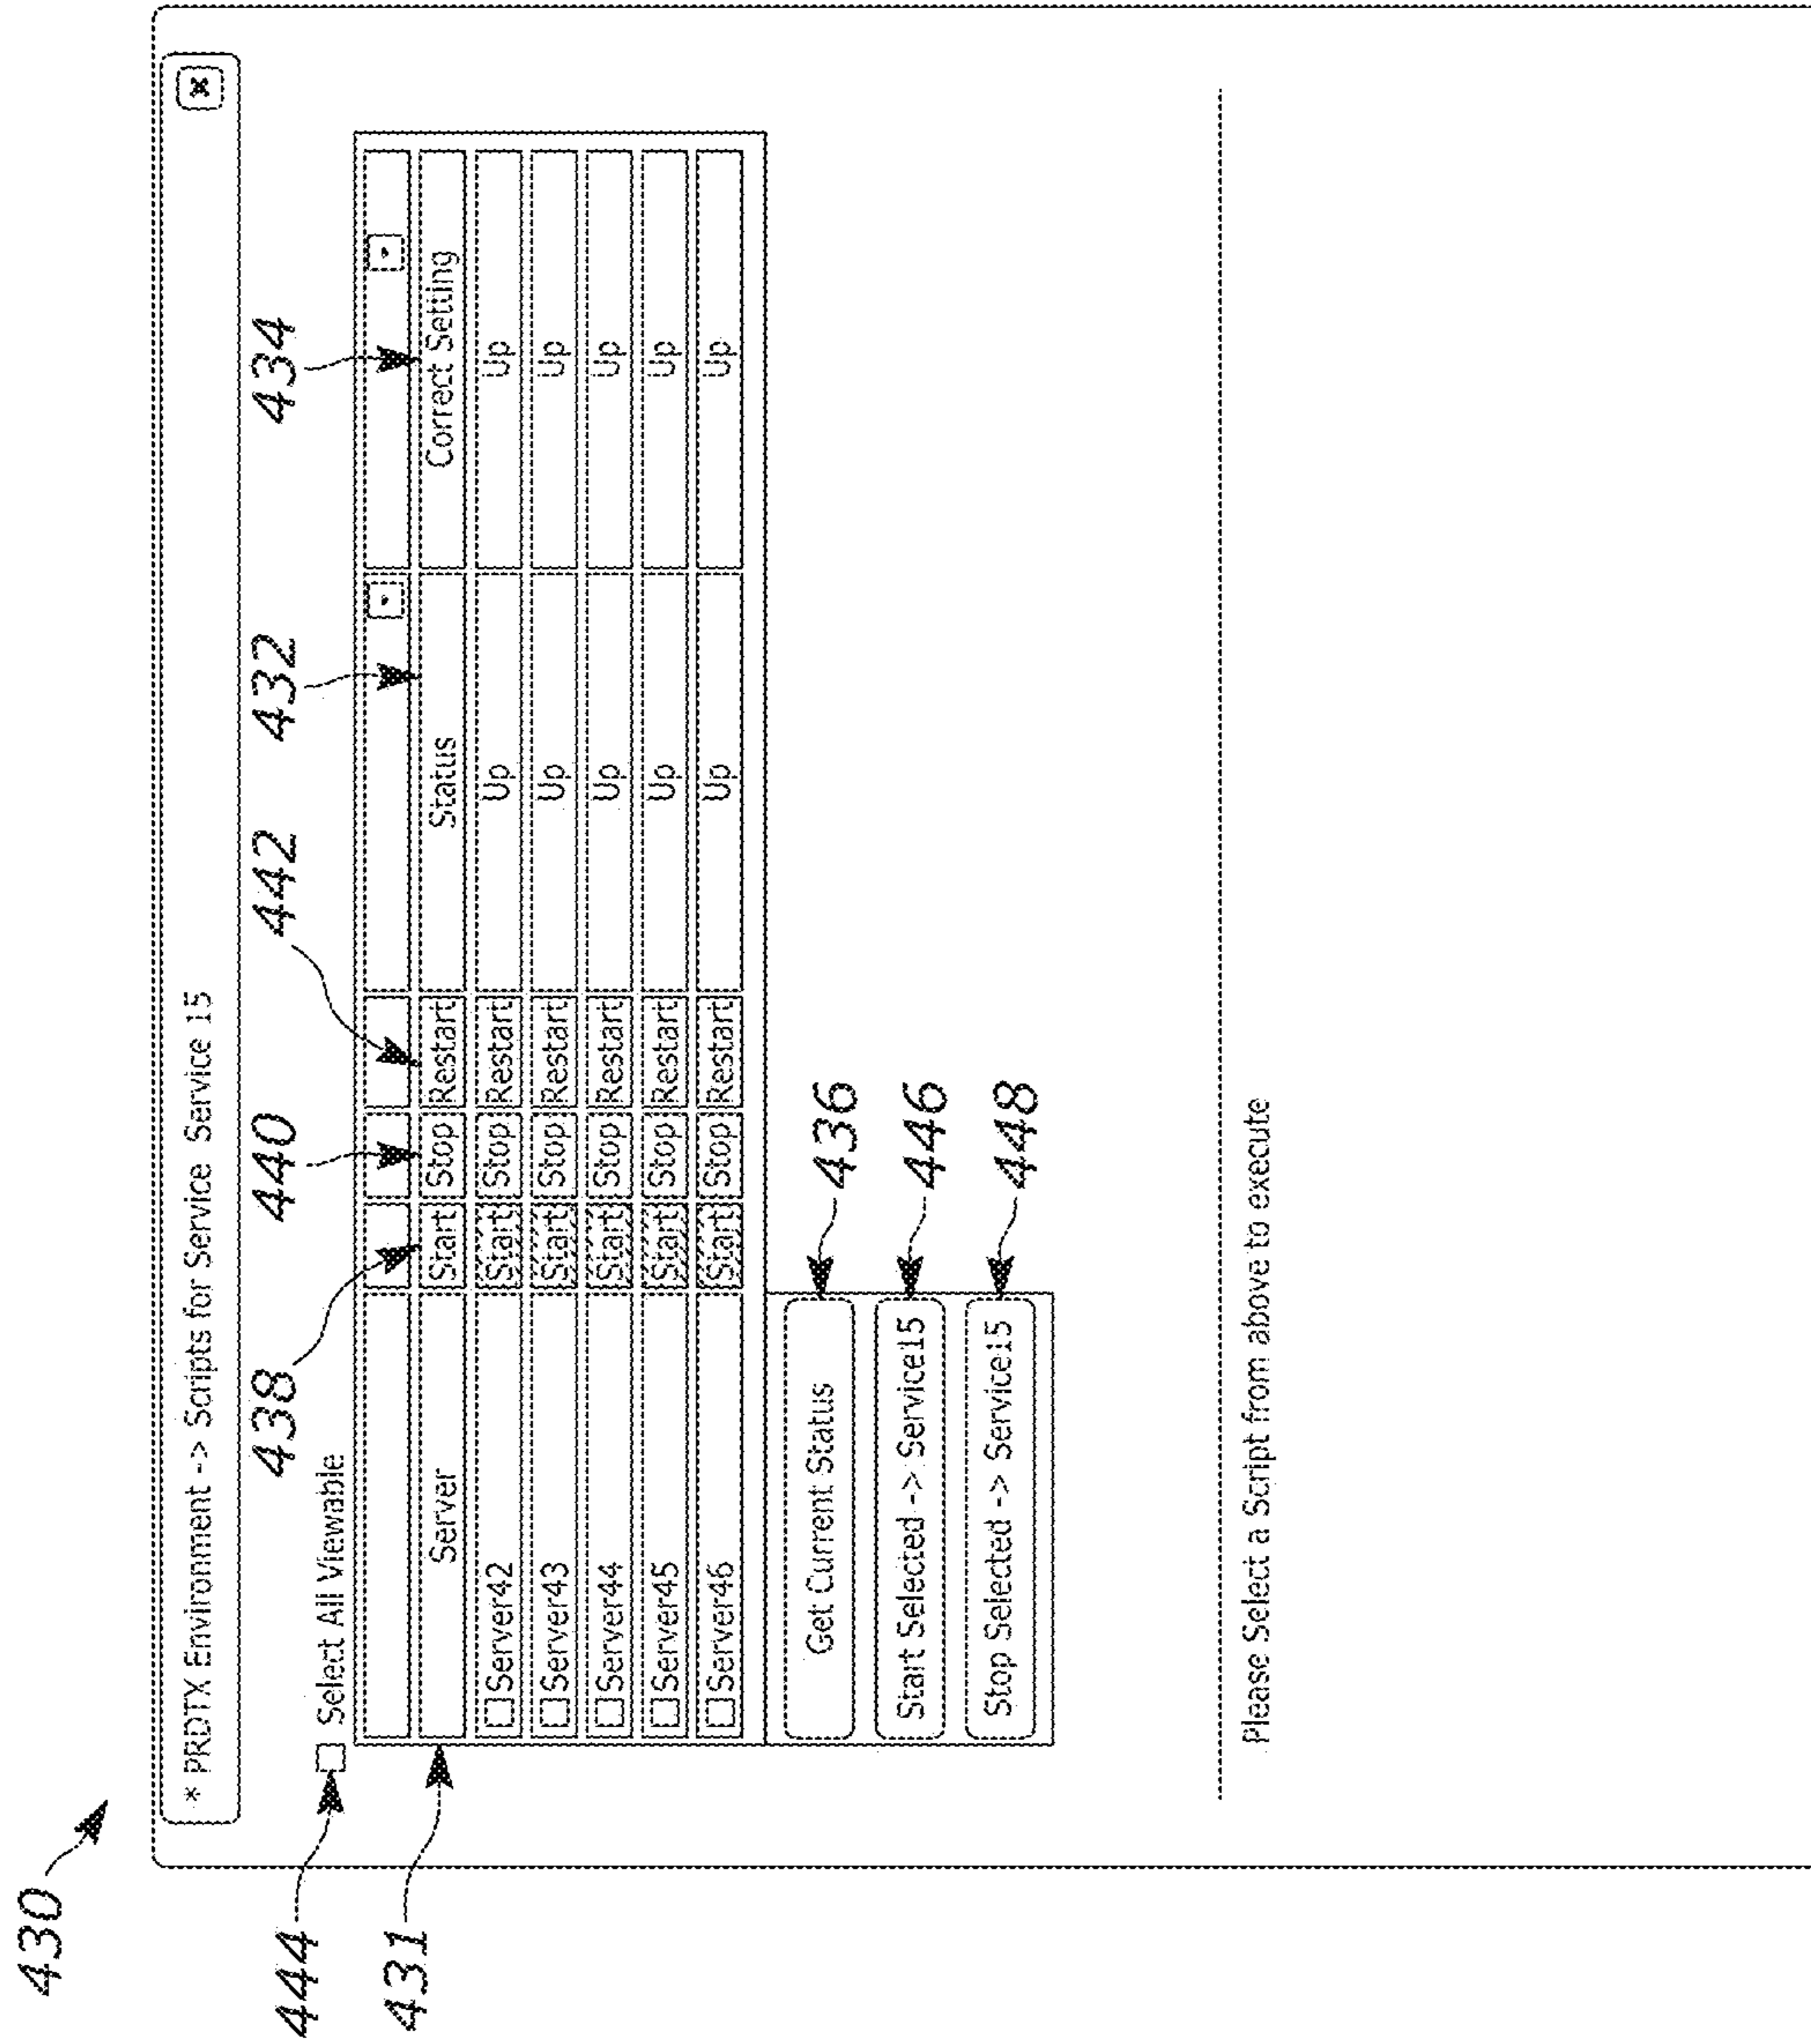 430
* PRDTX Environment -> Scripts for Service Service 15
x
438 440 442 432 434
444
Select All Viewable
431
Server Start Stop Restart Status Correct Setting
Server42 Start Stop Restart Up Up
Server43 Start Stop Restart Up Up
Server44 Start Stop Restart Up Up
Server45 Start Stop Restart Up Up
Server46 Start Stop Restart Up Up
Get Current Status 436
Start Selected -> Service15 446
Stop Selected -> Service15 448
Please Select a Script from above to execute